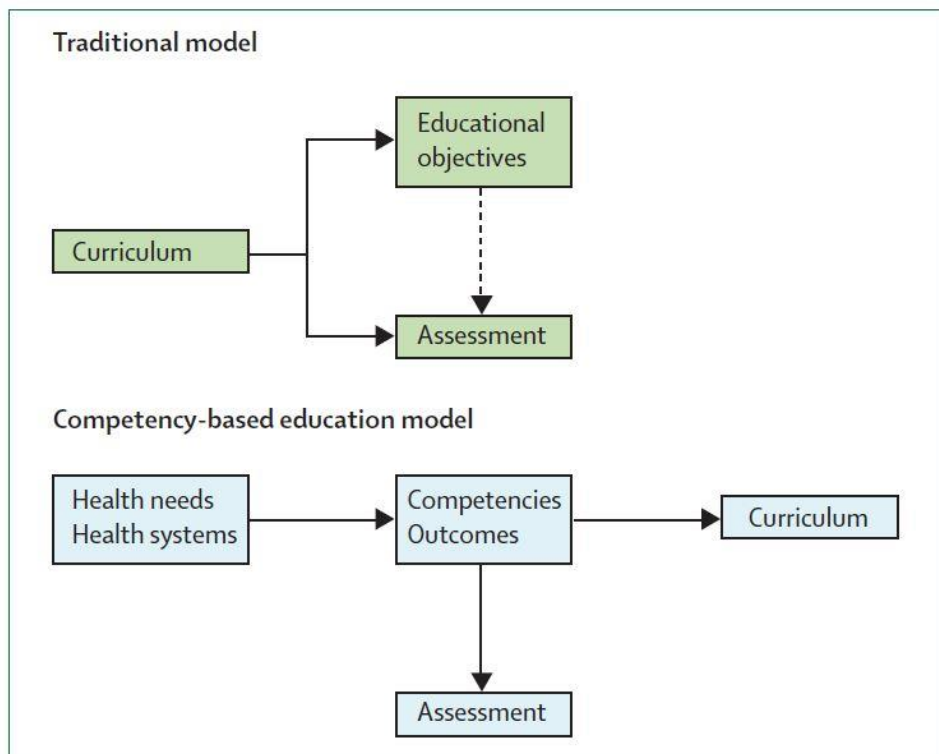 Traditional model
Educational
objectives
Curriculum
Assessment
Competency-based education model
Health needs
Health systems
Competencies
Outcomes
Curriculum
Assessment